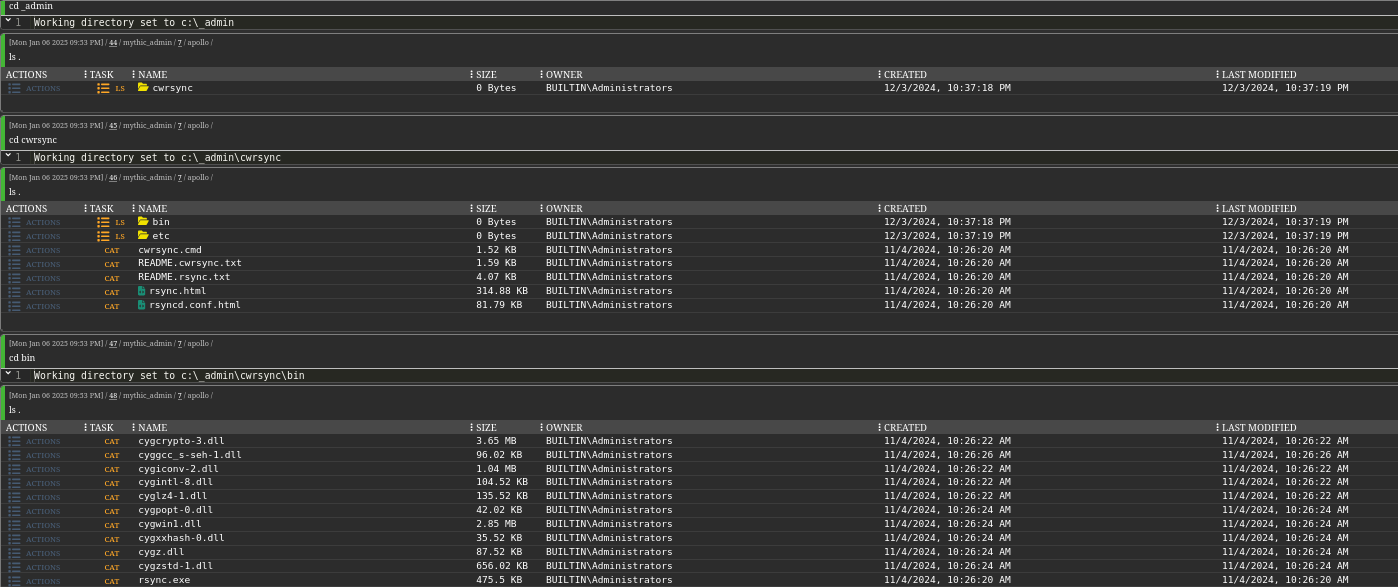 cd _admin
1 Working directory set to c:\_admin
[Mon Jan 06 2025 09:53 PM] / 44 / mythic_admin / 7 / apollo /
ls .
ACTIONS TASK NAME SIZE OWNER CREATED LAST MODIFIED
ACTIONS LS cwrsync 0 Bytes BUILTIN\Administrators 12/3/2024, 10:37:18 PM 12/3/2024, 10:37:19 PM
[Mon Jan 06 2025 09:53 PM] / 45 / mythic_admin / 7 / apollo /
cd cwrsync
1 Working directory set to c:\_admin\cwrsync
[Mon Jan 06 2025 09:53 PM] / 46 / mythic_admin / 7 / apollo /
ls .
ACTIONS TASK NAME SIZE OWNER CREATED LAST MODIFIED
ACTIONS LS bin 0 Bytes BUILTIN\Administrators 12/3/2024, 10:37:18 PM 12/3/2024, 10:37:19 PM
ACTIONS LS etc 0 Bytes BUILTIN\Administrators 12/3/2024, 10:37:19 PM 12/3/2024, 10:37:19 PM
ACTIONS CAT cwrsync.cmd 1.52 KB BUILTIN\Administrators 11/4/2024, 10:26:20 AM 11/4/2024, 10:26:20 AM
ACTIONS CAT README.cwrsync.txt 1.59 KB BUILTIN\Administrators 11/4/2024, 10:26:20 AM 11/4/2024, 10:26:20 AM
ACTIONS CAT README.rsync.txt 4.07 KB BUILTIN\Administrators 11/4/2024, 10:26:20 AM 11/4/2024, 10:26:20 AM
ACTIONS CAT rsync.html 314.88 KB BUILTIN\Administrators 11/4/2024, 10:26:20 AM 11/4/2024, 10:26:20 AM
ACTIONS CAT rsyncd.conf.html 81.79 KB BUILTIN\Administrators 11/4/2024, 10:26:20 AM 11/4/2024, 10:26:20 AM
[Mon Jan 06 2025 09:53 PM] / 47 / mythic_admin / 7 / apollo /
cd bin
1 Working directory set to c:\_admin\cwrsync\bin
[Mon Jan 06 2025 09:53 PM] / 48 / mythic_admin / 7 / apollo /
ls .
ACTIONS TASK NAME SIZE OWNER CREATED LAST MODIFIED
ACTIONS CAT cygcrypto-3.dll 3.65 MB BUILTIN\Administrators 11/4/2024, 10:26:22 AM 11/4/2024, 10:26:22 AM
ACTIONS CAT cyggcc_s-seh-1.dll 96.02 KB BUILTIN\Administrators 11/4/2024, 10:26:26 AM 11/4/2024, 10:26:26 AM
ACTIONS CAT cygiconv-2.dll 1.04 MB BUILTIN\Administrators 11/4/2024, 10:26:22 AM 11/4/2024, 10:26:22 AM
ACTIONS CAT cygintl-8.dll 104.52 KB BUILTIN\Administrators 11/4/2024, 10:26:22 AM 11/4/2024, 10:26:22 AM
ACTIONS CAT cyglz4-1.dll 135.52 KB BUILTIN\Administrators 11/4/2024, 10:26:22 AM 11/4/2024, 10:26:22 AM
ACTIONS CAT cygpopt-0.dll 42.02 KB BUILTIN\Administrators 11/4/2024, 10:26:24 AM 11/4/2024, 10:26:24 AM
ACTIONS CAT cygwin1.dll 2.85 MB BUILTIN\Administrators 11/4/2024, 10:26:24 AM 11/4/2024, 10:26:24 AM
ACTIONS CAT cygxxhash-0.dll 35.52 KB BUILTIN\Administrators 11/4/2024, 10:26:24 AM 11/4/2024, 10:26:24 AM
ACTIONS CAT cygz.dll 87.52 KB BUILTIN\Administrators 11/4/2024, 10:26:24 AM 11/4/2024, 10:26:24 AM
ACTIONS CAT cygzstd-1.dll 656.02 KB BUILTIN\Administrators 11/4/2024, 10:26:24 AM 11/4/2024, 10:26:24 AM
ACTIONS CAT rsync.exe 475.5 KB BUILTIN\Administrators 11/4/2024, 10:26:20 AM 11/4/2024, 10:26:20 AM